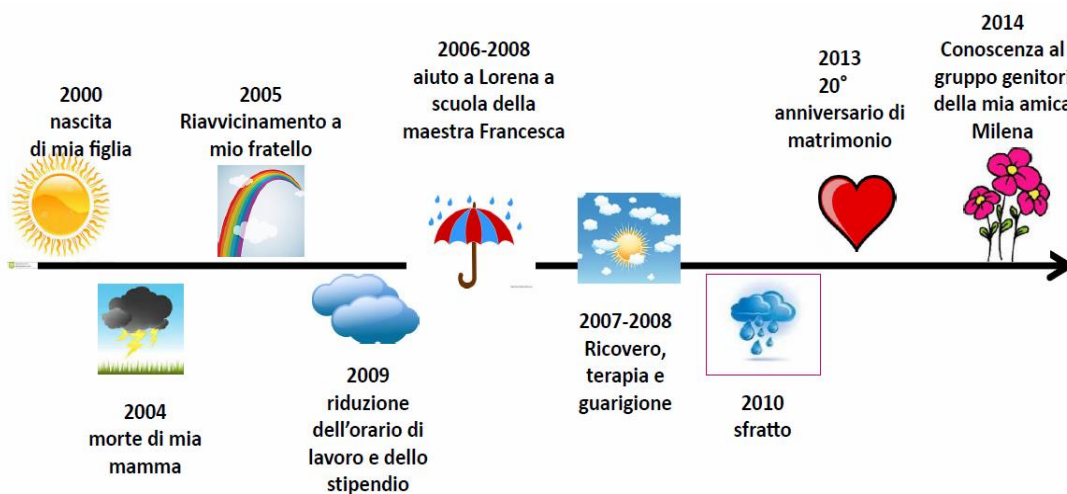 2000
nascita
di mia figlia
2005
Riavvicinamento a
mio fratello
2006-2008
aiuto a Lorena a
scuola della
maestra Francesca
2013
20°
anniversario di
matrimonio
2014
Conoscenza al
gruppo genitori
della mia amica
Milena
2004
morte di mia
mamma
2009
riduzione
dell'orario di
lavoro e dello
stipendio
2007-2008
Ricovero,
terapia e
guarigione
2010
sfratto